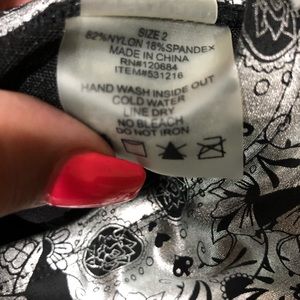 SIZE 2
82%NYLON 18%SPANDEX
MADE IN CHINA
RN#120684
ITEM#531216
HAND WASH INSIDE OUT
COLD WATER
LINE DRY
NO BLEACH
DO NOT IRON